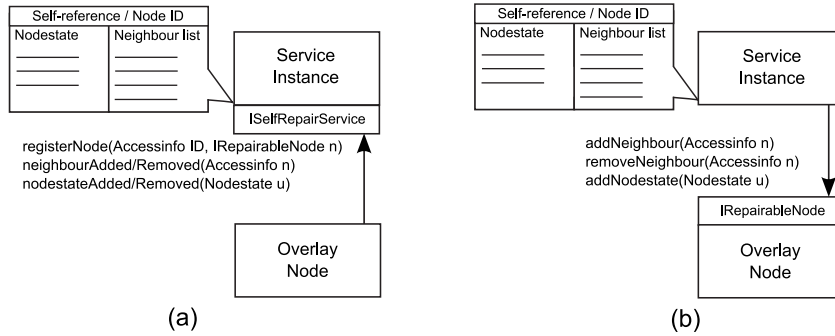 Self-reference / Node ID
Nodestate
Neighbour list
Service
Instance
ISelfRepairService
registerNode(Accessinfo ID, IRepairableNode n)
neighbourAdded/Removed(Accessinfo n)
nodestateAdded/Removed(Nodestate u)
Overlay
Node
(a)
Self-reference / Node ID
Nodestate
Neighbour list
Service
Instance
addNeighbour(Accessinfo n)
removeNeighbour(Accessinfo n)
addNodestate(Nodestate u)
IRepairableNode
Overlay
Node
(b)